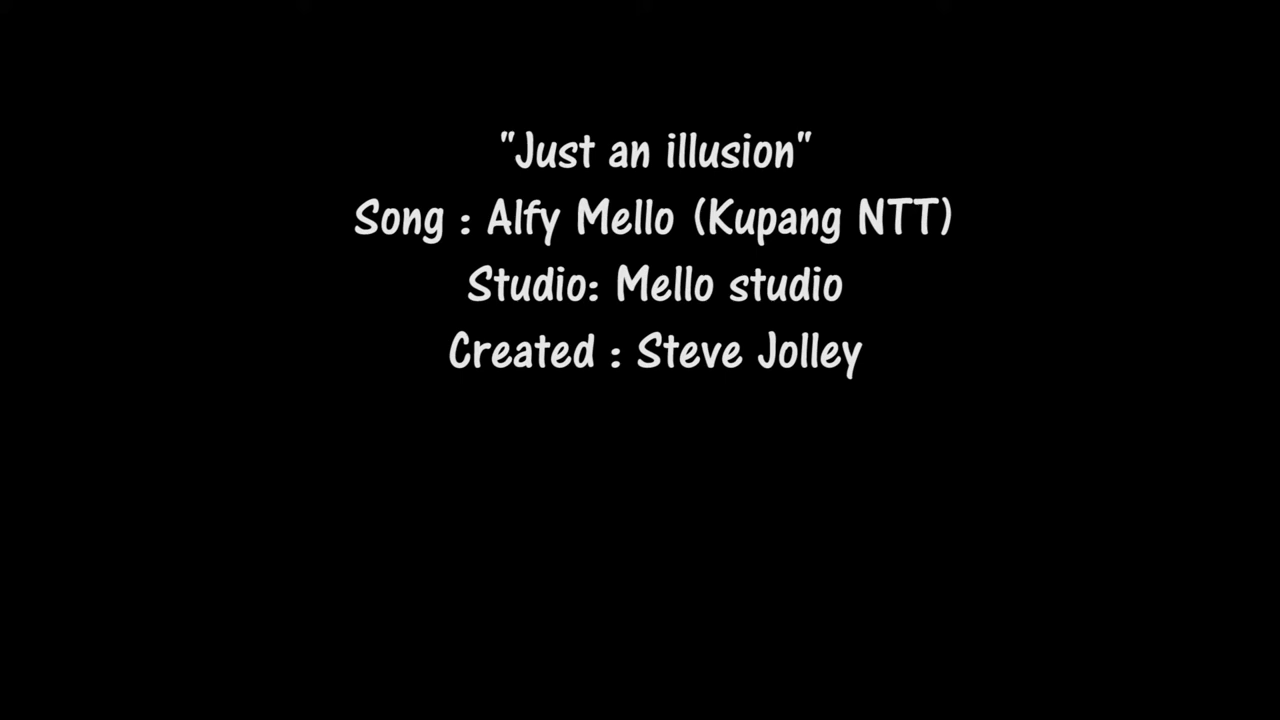 "Just an illusion"
Song : Alfy Mello (Kupang NTT)
Studio: Mello studio
Created : Steve Jolley